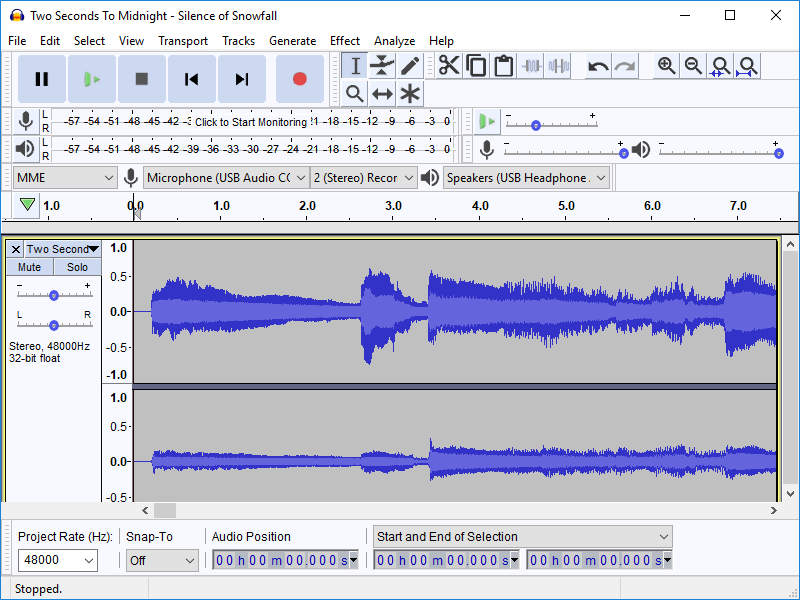 Two Seconds To Midnight - Silence of Snowfall
File Edit Select View Transport Tracks Generate Effect Analyze Help
L R -57 -54 -51 -48 -45 -42 Click to Start Monitoring -18 -15 -12 -9 -6 -3 0
L R -57 -54 -51 -48 -45 -42 -39 -36 -33 -30 -27 -24 -21 -18 -15 -12 -9 -6 -3 0
MME Microphone (USB Audio 2 (Stereo) Recor Speakers (USB Headphone
1.0 0.0 1.0 2.0 3.0 4.0 5.0 6.0 7.0
Two Second
Mute Solo
- +
L R
Stereo, 48000Hz
32-bit float
1.0
0.5
0.0
-0.5
-1.0
1.0
0.5
0.0
-0.5
Project Rate (Hz): Snap-To Audio Position Start and End of Selection
48000 Off 00 h 00 m 00.000 s 00 h 00 m 00.000 s 00 h 00 m 00.000 s
Stopped.